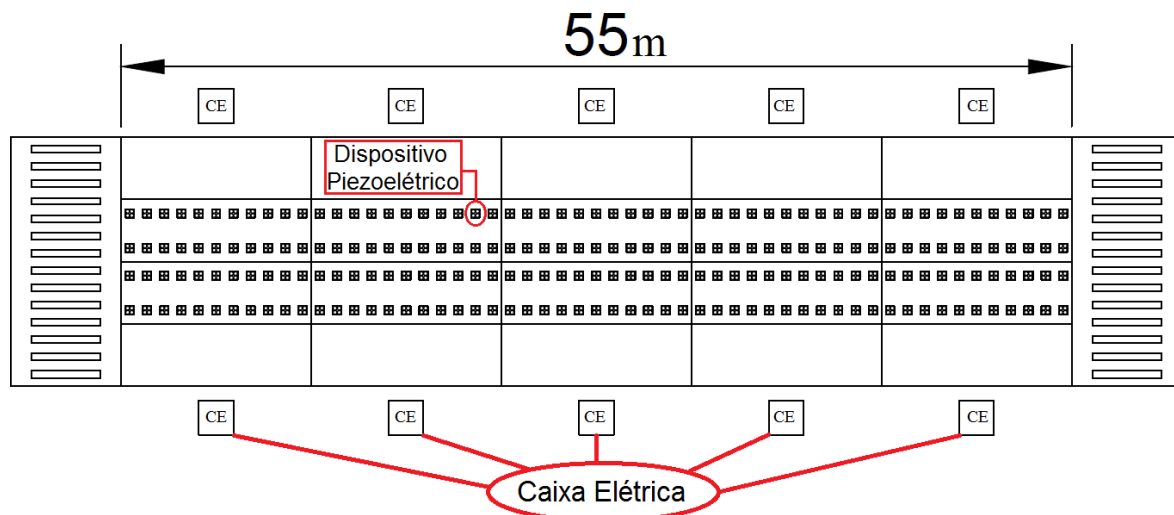 55m
CE CE CE CE CE
Dispositivo
Piezoelétrico
CE CE CE CE CE
Caixa Elétrica